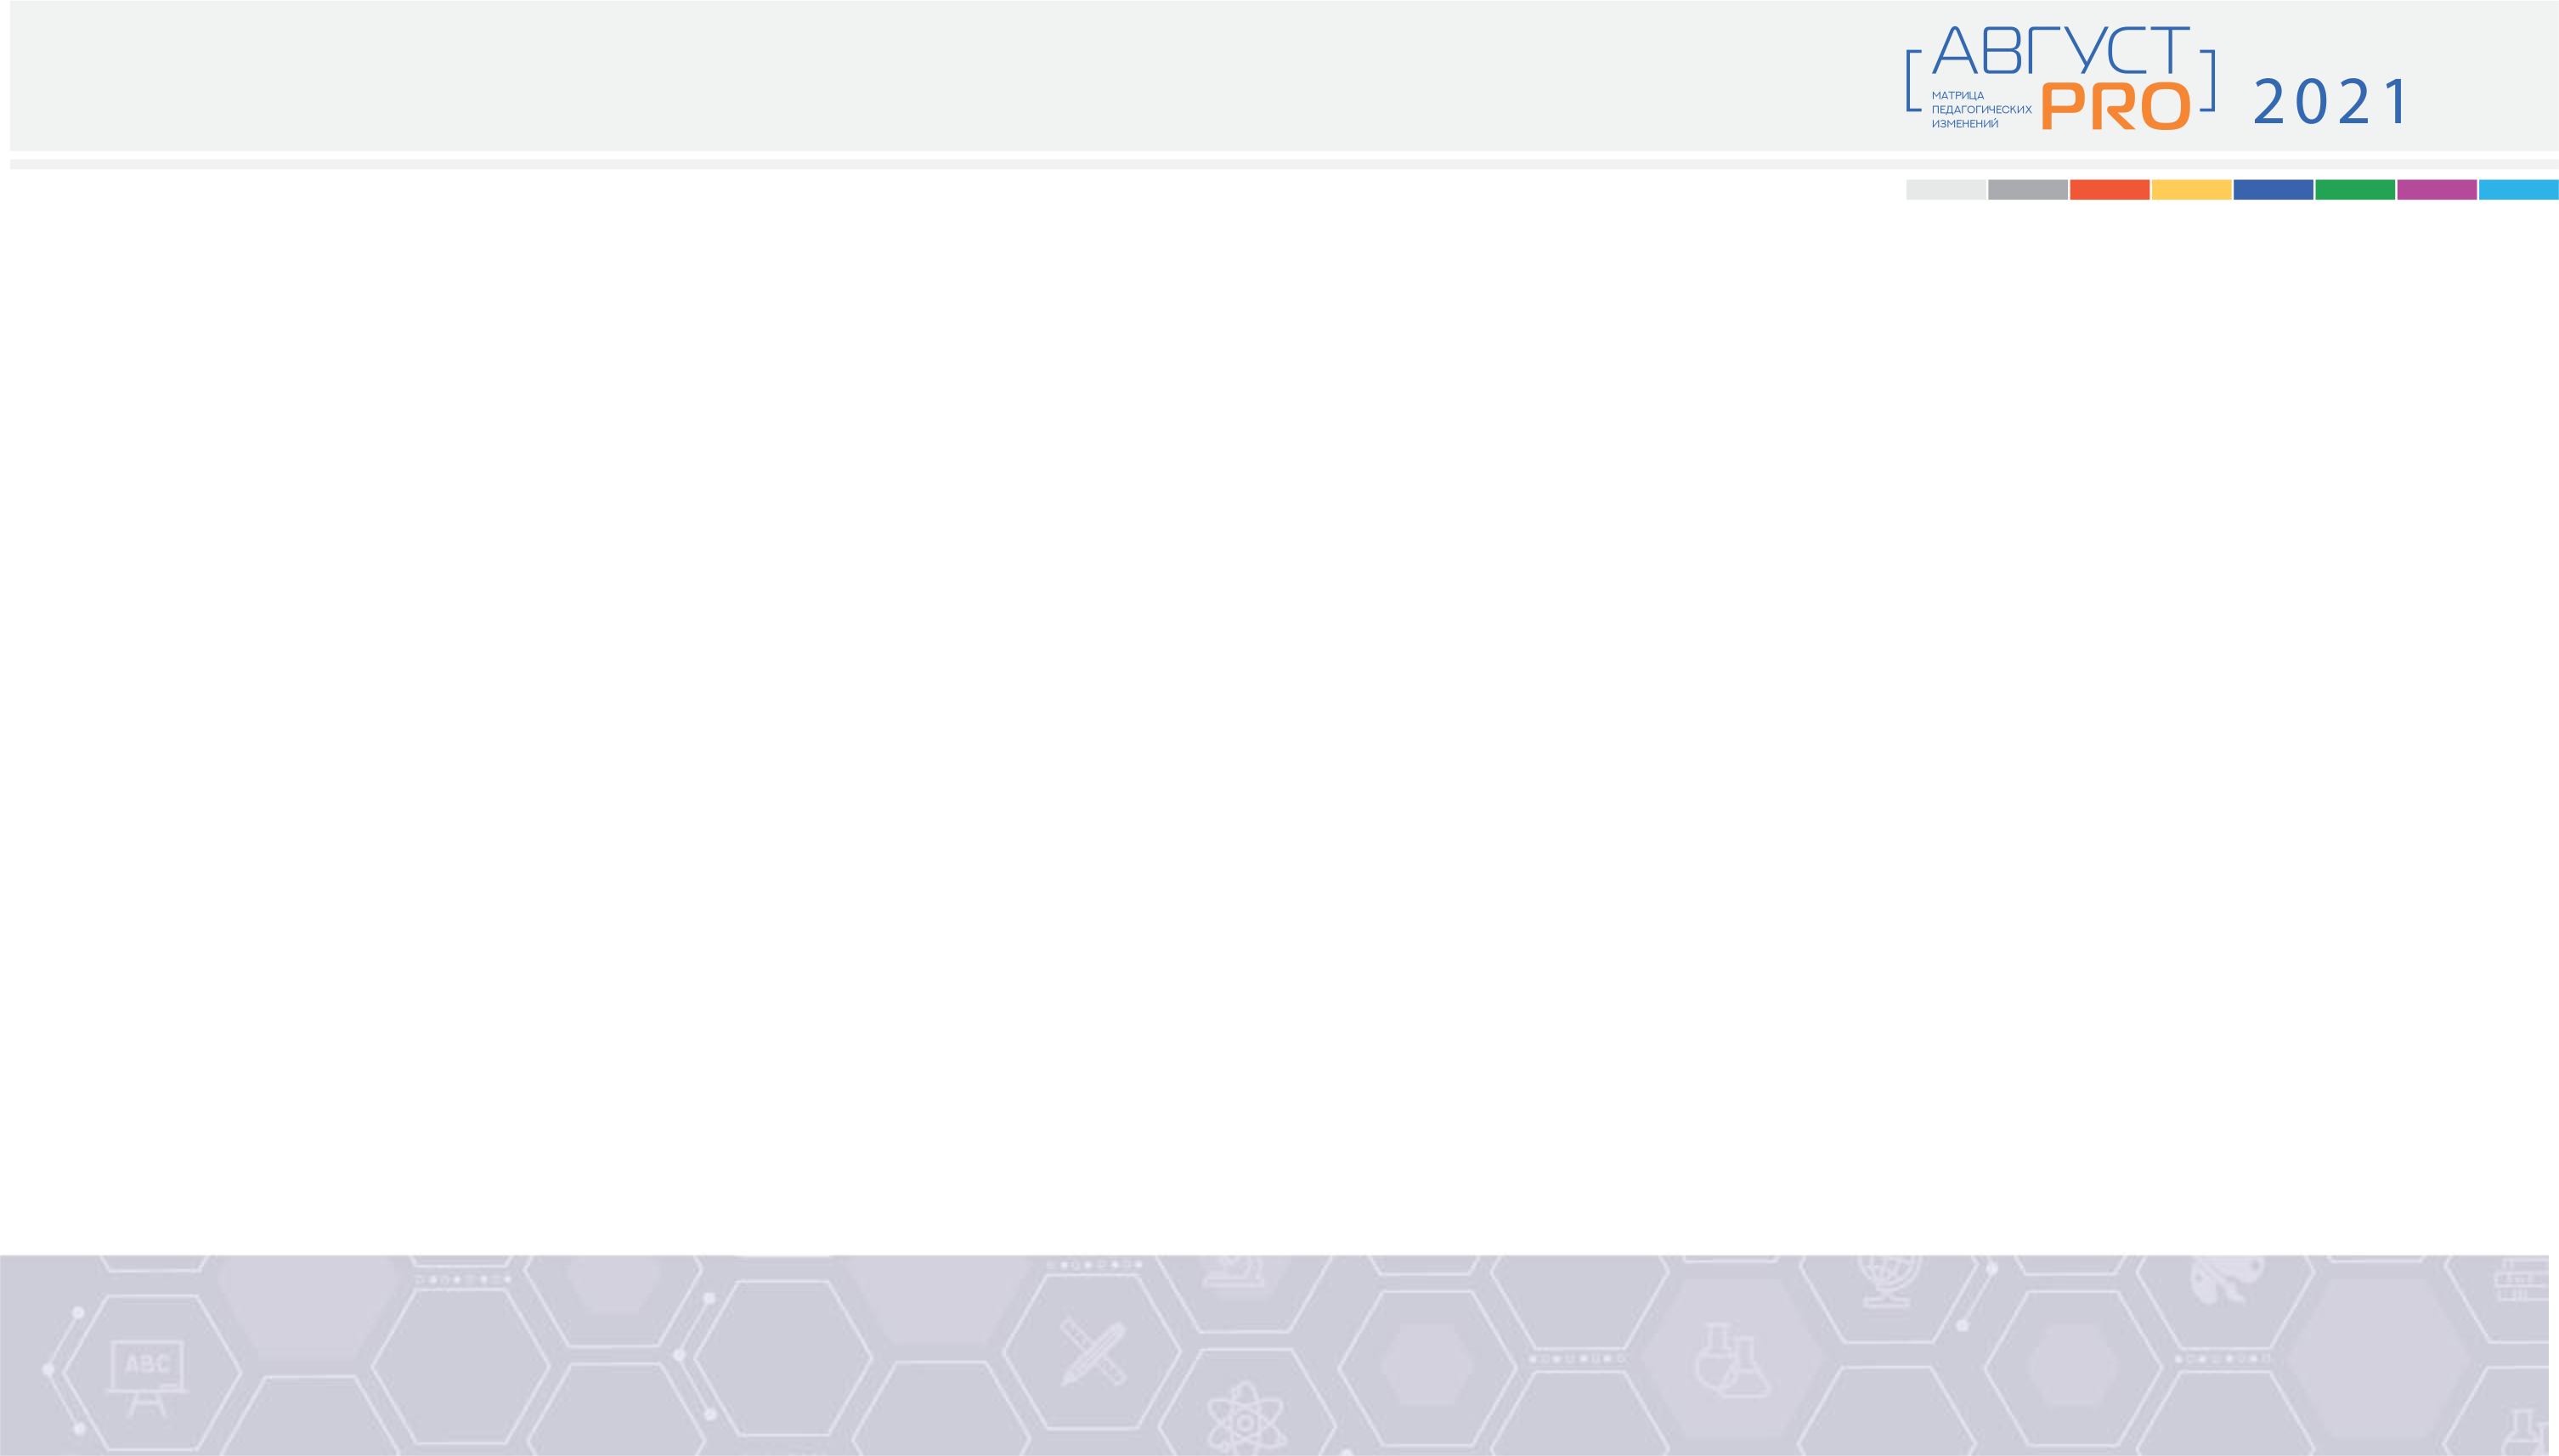 АВГУСТ
МАТРИЦА
ПЕДАГОГИЧЕСКИХ
ИЗМЕНЕНИЙ
PRO
2021
ABC